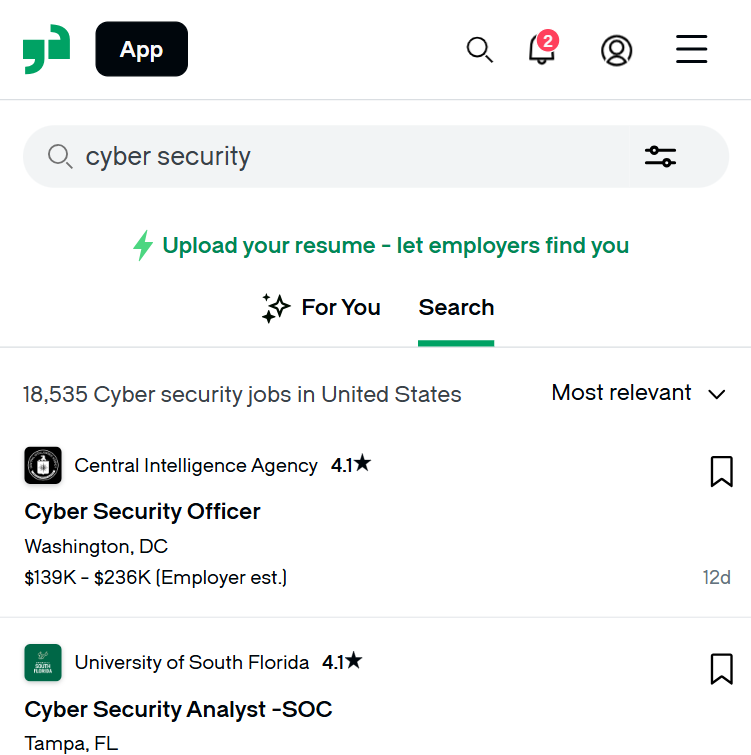 App
2
cyber security
Upload your resume – let employers find you
For You
Search
18,535 Cyber security jobs in United States
Most relevant
Central Intelligence Agency 4.1★
Cyber Security Officer
Washington, DC
$139K - $236K (Employer est.)
12d
SOUTH
FLORIDA
University of South Florida 4.1★
Cyber Security Analyst -SOC
Tampa, FL